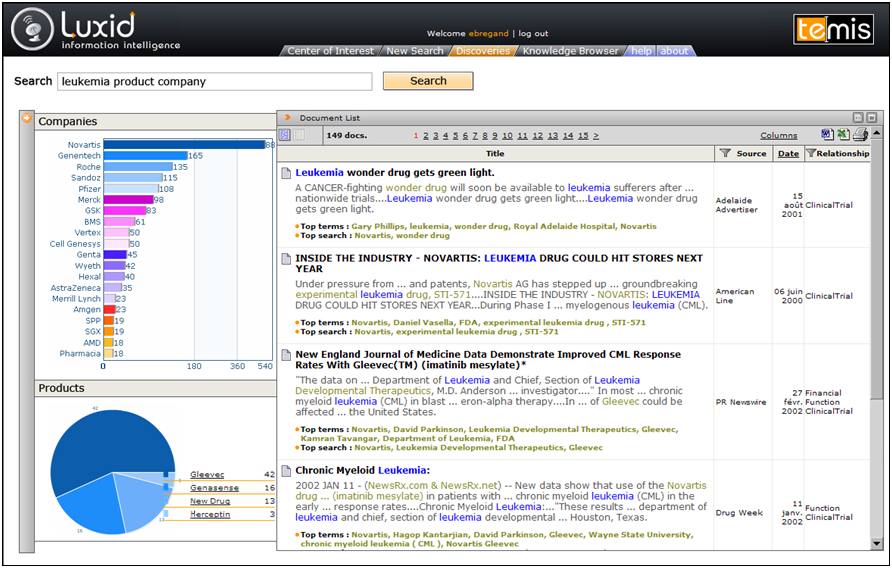 Luxid
information intelligence
Welcome ebregand | log out
temis
Center of Interest New Search Discoveries Knowledge Browser help about
Search leukemia product company Search
Companies
Novartis
Genentech 165
Roche 135
Sandoz 115
Pfizer 108
Merck 98
GSK 83
BMS 61
Vertex 50
Cell Genesys 50
Genta 45
Wyeth 42
Hexal 40
AstraZeneca 35
Merrill Lynch 23
Amgen 23
SPP 19
SGX 19
AMD 18
Pharmacia 18
0 180 360 540
Products
42
Gleevec 42
Genasense 16
New Drug 13
Herceptin 3
Document List
149 docs. 1 2 3 4 5 6 7 8 9 10 11 12 13 14 15 > Columns
Title Source Date Relationship
Leukemia wonder drug gets green light.
A CANCER-fighting wonder drug will soon be available to leukemia sufferers after ...
nationwide trials....Leukemia wonder drug gets green light....Leukemia wonder drug
gets green light.
Top terms : Gary Phillips, leukemia, wonder drug, Royal Adelaide Hospital, Novartis
Top search : Novartis, wonder drug
Adelaide
Advertiser
15
août
2001
ClinicalTrial
INSIDE THE INDUSTRY - NOVARTIS: LEUKEMIA DRUG COULD HIT STORES NEXT
YEAR
Under pressure from ... and patents, Novartis AG has stepped up ... groundbreaking
experimental leukemia drug, STI-571....INSIDE THE INDUSTRY - NOVARTIS: LEUKEMIA
DRUG COULD HIT STORES NEXT YEAR...During Phase I ... myelogenous leukemia (CML).
Top terms : Novartis, Daniel Vasella, FDA, experimental leukemia drug , STI-571
Top search : Novartis, experimental leukemia drug , STI-571
American
Line
06 juin
2000
ClinicalTrial
New England Journal of Medicine Data Demonstrate Improved CML Response
Rates With Gleevec(TM) (imatinib mesylate)*
"The data on ... Department of Leukemia and Chief, Section of Leukemia
Developmental Therapeutics, M.D. Anderson ... investigator...." In most ... chronic
myeloid leukemia (CML) in blast ... eron-alpha therapy....In ... of Gleevec could be
affected ... the United States.
Top terms : Novartis, David Parkinson, Leukemia Developmental Therapeutics, Gleevec,
Kamran Tavangar, Department of Leukemia, FDA
Top search : Novartis, Leukemia Developmental Therapeutics, Gleevec
PR Newswire
27
févr.
2002
Financial
Function
ClinicalTrial
Chronic Myeloid Leukemia:
2002 JAN 11 - (NewsRx.com & NewsRx.net) -- New data show that use of the Novartis
drug ... (imatinib mesylate) in patients with ... chronic myeloid leukemia (CML) in the
early ... response rates....Chronic Myeloid Leukemia:..."These results ... department of
leukemia and chief, section of leukemia developmental ... Houston, Texas.
Top terms : Novartis, Hagop Kantarjian, David Parkinson, Gleevec, Wayne State University,
chronic myeloid leukemia ( CML ), Novartis Gleevec
Drug Week
11
janv.
2002
Function
ClinicalTrial